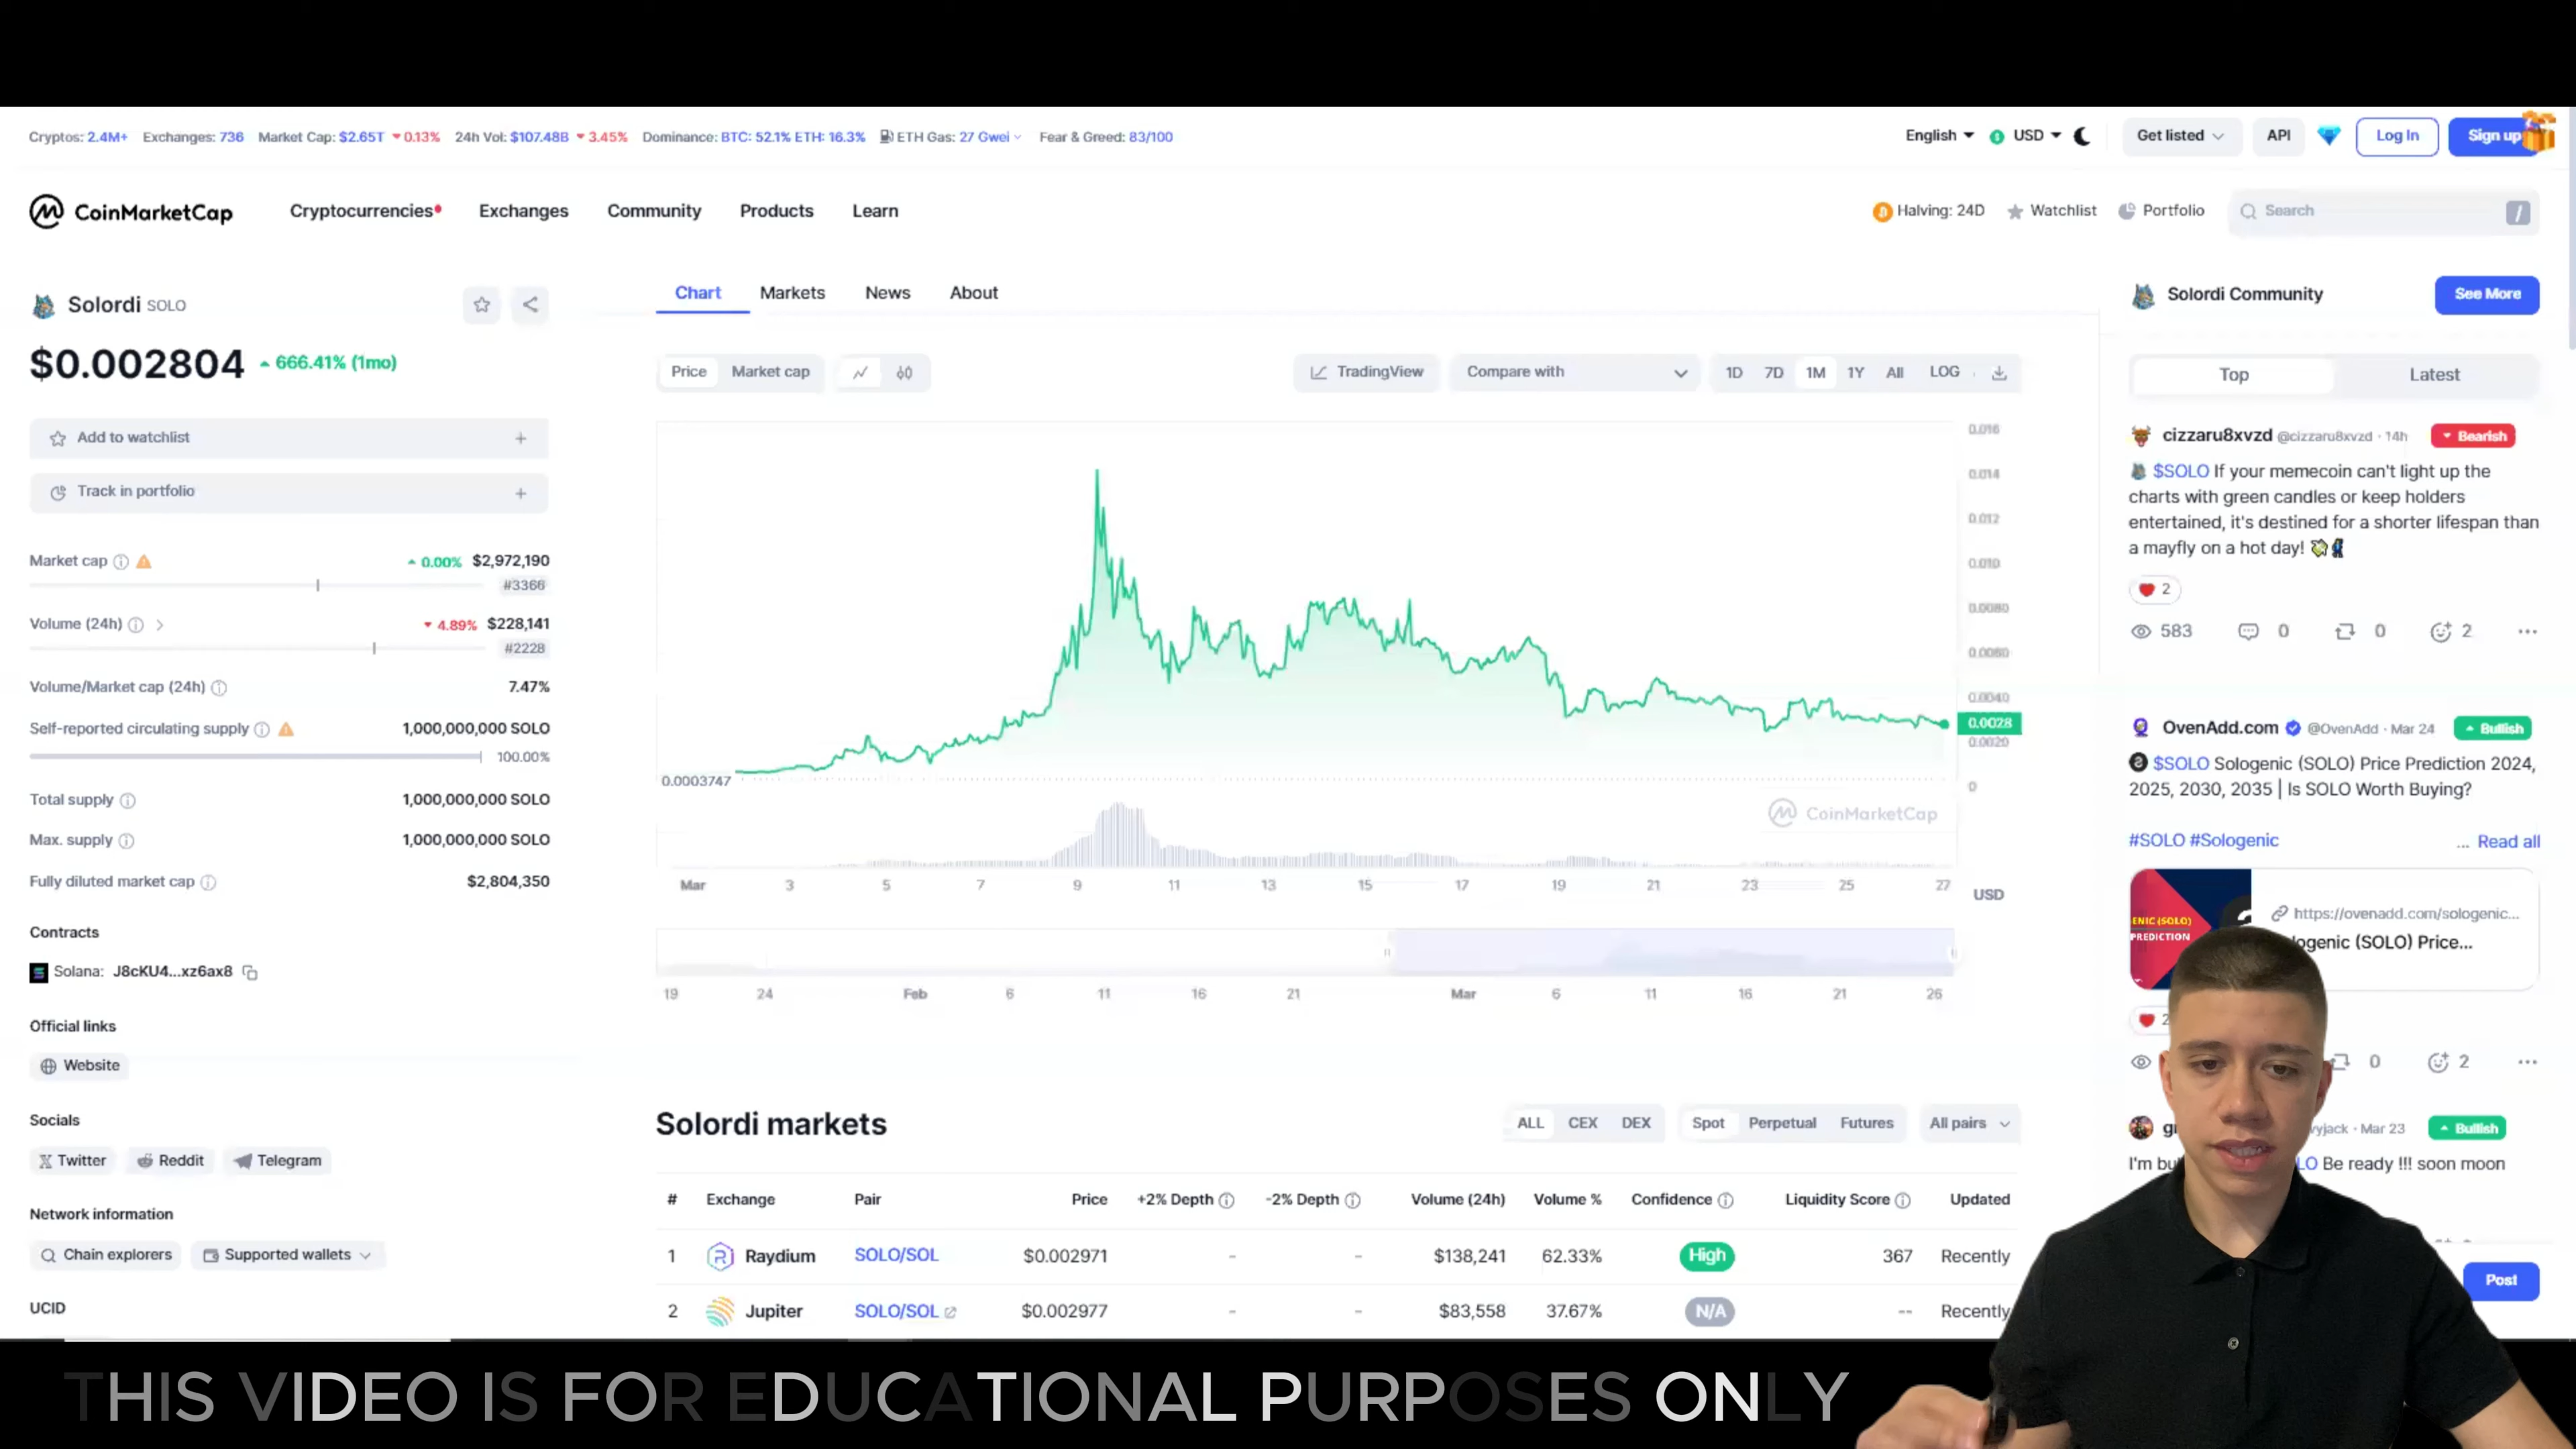 Cryptos: 2.4M+ Exchanges: 736 Market Cap: $2.65T 0.13% 24h Vol: $107.48B 3.45% Dominance: BTC: 52.1% ETH: 16.3% ETH Gas: 27 Gwei Fear & Greed: 83/100
English USD Get listed API Log In Sign up
CoinMarketCap Cryptocurrencies Exchanges Community Products Learn
Halving: 24D Watchlist Portfolio Search /
Solordi SOLO
$0.002804 666.41% (1mo)
Add to watchlist
Track in portfolio
Market cap 0.00% $2,972,190
#3366
Volume (24h) 4.89% $228,141
#2228
Volume/Market cap (24h) 7.47%
Self-reported circulating supply 1,000,000,000 SOLO
100.00%
Total supply 1,000,000,000 SOLO
Max. supply 1,000,000,000 SOLO
Fully diluted market cap $2,804,350
Contracts
Solana: J8cKU4...xz6ax8
Official links
Website
Socials
Twitter Reddit Telegram
Network information
Chain explorers Supported wallets
UCID
Chart Markets News About
Price Market cap TradingView Compare with 1D 7D 1M 1Y All LOG
0.016
0.014
0.012
0.010
0.0080
0.0060
0.0040
0.0028
0.0020
0.0003747
0
CoinMarketCap
Mar 3 5 7 9 11 13 15 17 19 21 23 25 27
USD
19 24 Feb 6 11 16 21 Mar 6 11 16 21 26
Solordi markets ALL CEX DEX Spot Perpetual Futures All pairs
# Exchange Pair Price +2% Depth -2% Depth Volume (24h) Volume % Confidence Liquidity Score Updated
1 Raydium SOLO/SOL $0.002971 - - $138,241 62.33% High 367 Recently
2 Jupiter SOLO/SOL $0.002977 - - $83,558 37.67% N/A -- Recently
Solordi Community See More
Top Latest
cizzaru8xvzd @cizzaru8xvzd · 14h Bearish
$SOLO If your memecoin can't light up the
charts with green candles or keep holders
entertained, it's destined for a shorter lifespan than
a mayfly on a hot day!
2
583 0 0 2
OvenAdd.com @OvenAdd · Mar 24 Bullish
$SOLO Sologenic (SOLO) Price Prediction 2024,
2025, 2030, 2035 | Is SOLO Worth Buying?
#SOLO #Sologenic ... Read all
ENIC (SOLO)
PREDICTION
https://ovenadd.com/sologenic...
logenic (SOLO) Price...
2
0 2
yjack · Mar 23 Bullish
I'm bu LO Be ready !!! soon moon
Post
THIS VIDEO IS FOR EDUCATIONAL PURPOSES ONLY